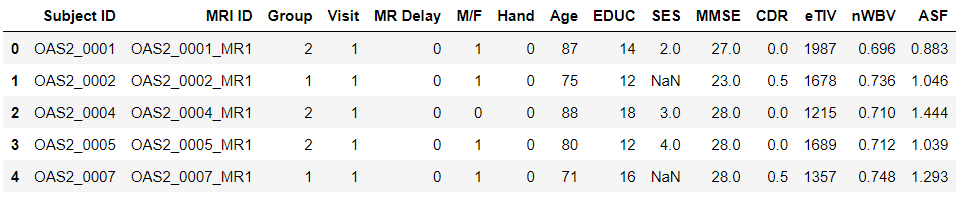 Subject ID MRI ID Group Visit MR Delay M/F Hand Age EDUC SES MMSE CDR eTIV nWBV ASF
0 OAS2_0001 OAS2_0001_MR1 2 1 0 1 0 87 14 2.0 27.0 0.0 1987 0.696 0.883
1 OAS2_0002 OAS2_0002_MR1 1 1 0 1 0 75 12 NaN 23.0 0.5 1678 0.736 1.046
2 OAS2_0004 OAS2_0004_MR1 2 1 0 0 0 88 18 3.0 28.0 0.0 1215 0.710 1.444
3 OAS2_0005 OAS2_0005_MR1 2 1 0 1 0 80 12 4.0 28.0 0.0 1689 0.712 1.039
4 OAS2_0007 OAS2_0007_MR1 1 1 0 1 0 71 16 NaN 28.0 0.5 1357 0.748 1.293